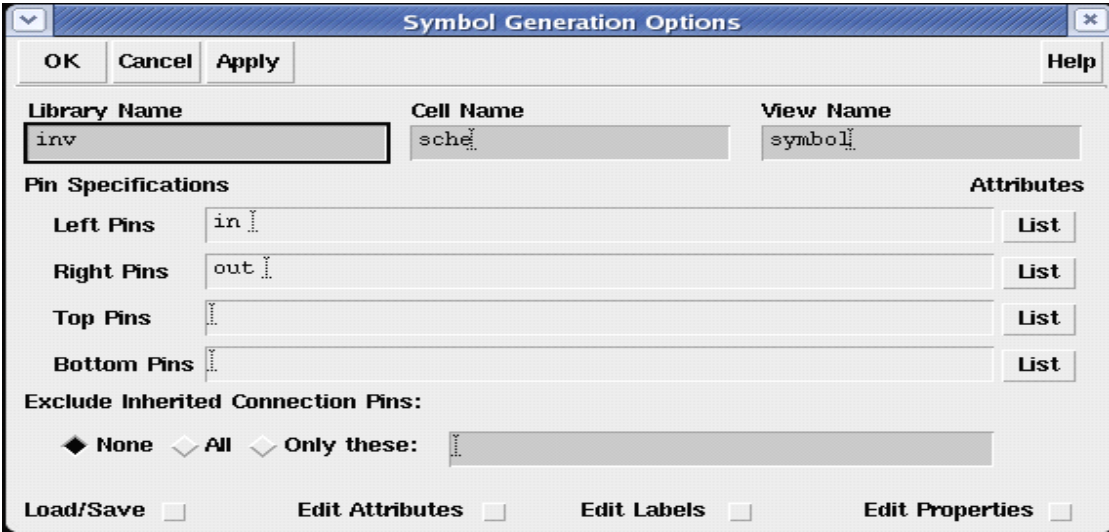 Symbol Generation Options
OK Cancel Apply Help
Library Name Cell Name View Name
inv sche symbol
Pin Specifications Attributes
Left Pins in List
Right Pins out List
Top Pins List
Bottom Pins List
Exclude Inherited Connection Pins:
None All Only these:
Load/Save Edit Attributes Edit Labels Edit Properties